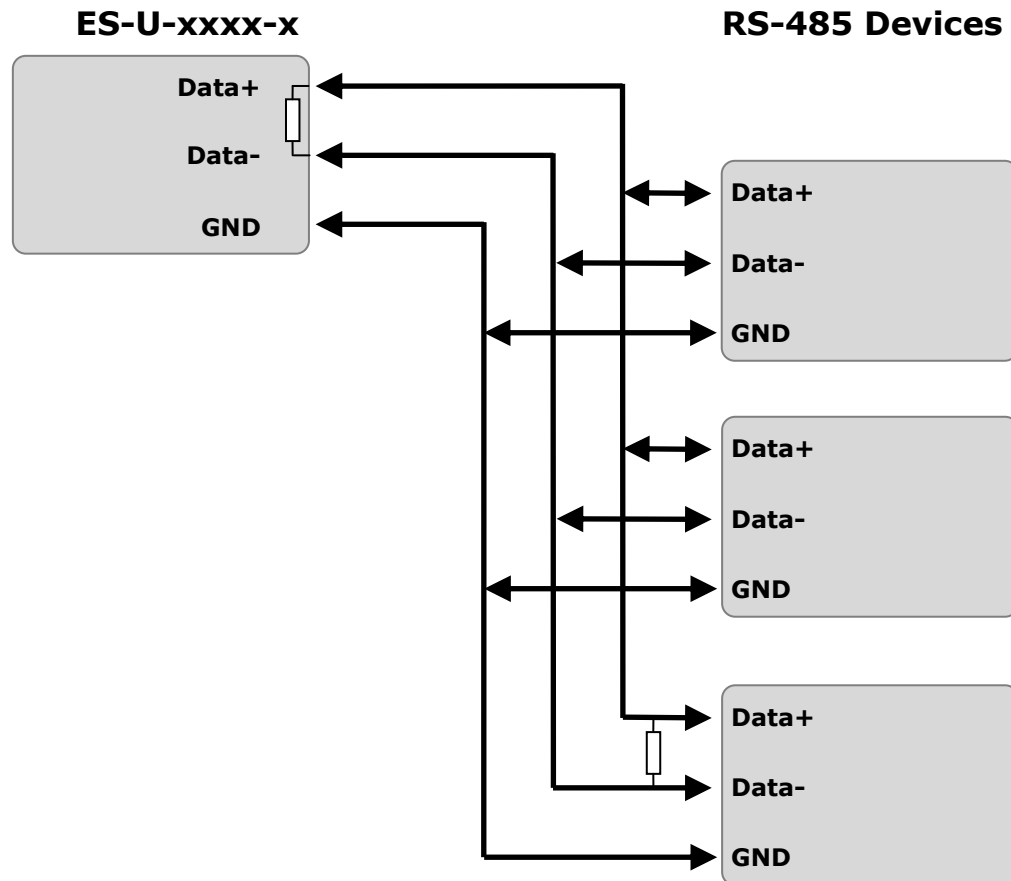 ES-U-xxxx-x
RS-485 Devices
Data+
Data-
GND
Data+
Data-
GND
Data+
Data-
GND
Data+
Data-
GND